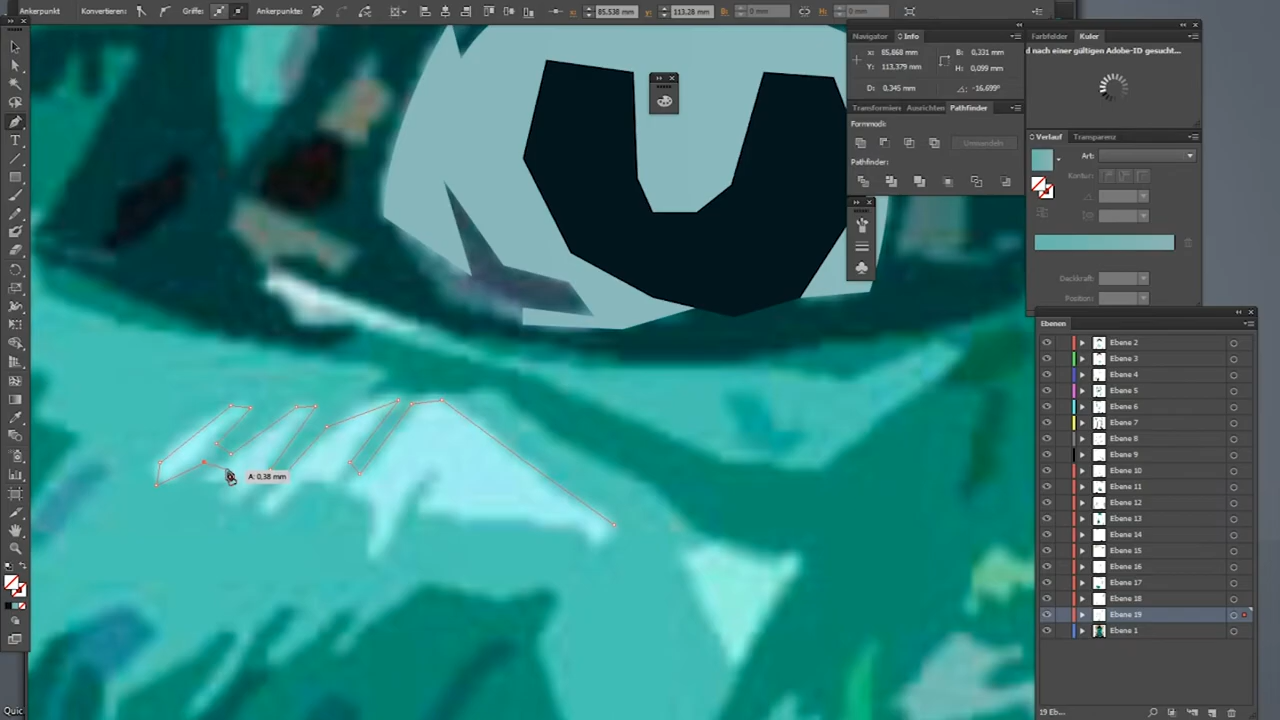 Ankerpunkt Konvertieren: Griffe: Ankerpunkte: 85,538 mm 113,28 mm B: 0 mm H: 0 mm
Navigator Info
X: 85,868 mm B: 0,331 mm
Y: 113,379 mm H: 0,099 mm
D: 0,345 mm -16,699°
Transformieren Ausrichten Pathfinder
Formmodi:
Umwandeln
Pathfinder:
Farbfelder Kuler
d nach einer gültigen Adobe-ID gesucht...
Verlauf Transparenz
Art:
Kontur:
Deckkraft:
Position:
A: 0,38 mm
Ebenen
Ebene 2
Ebene 3
Ebene 4
Ebene 5
Ebene 6
Ebene 7
Ebene 8
Ebene 9
Ebene 10
Ebene 11
Ebene 12
Ebene 13
Ebene 14
Ebene 15
Ebene 16
Ebene 17
Ebene 18
Ebene 19
Ebene 1
19 Eb...
Quic